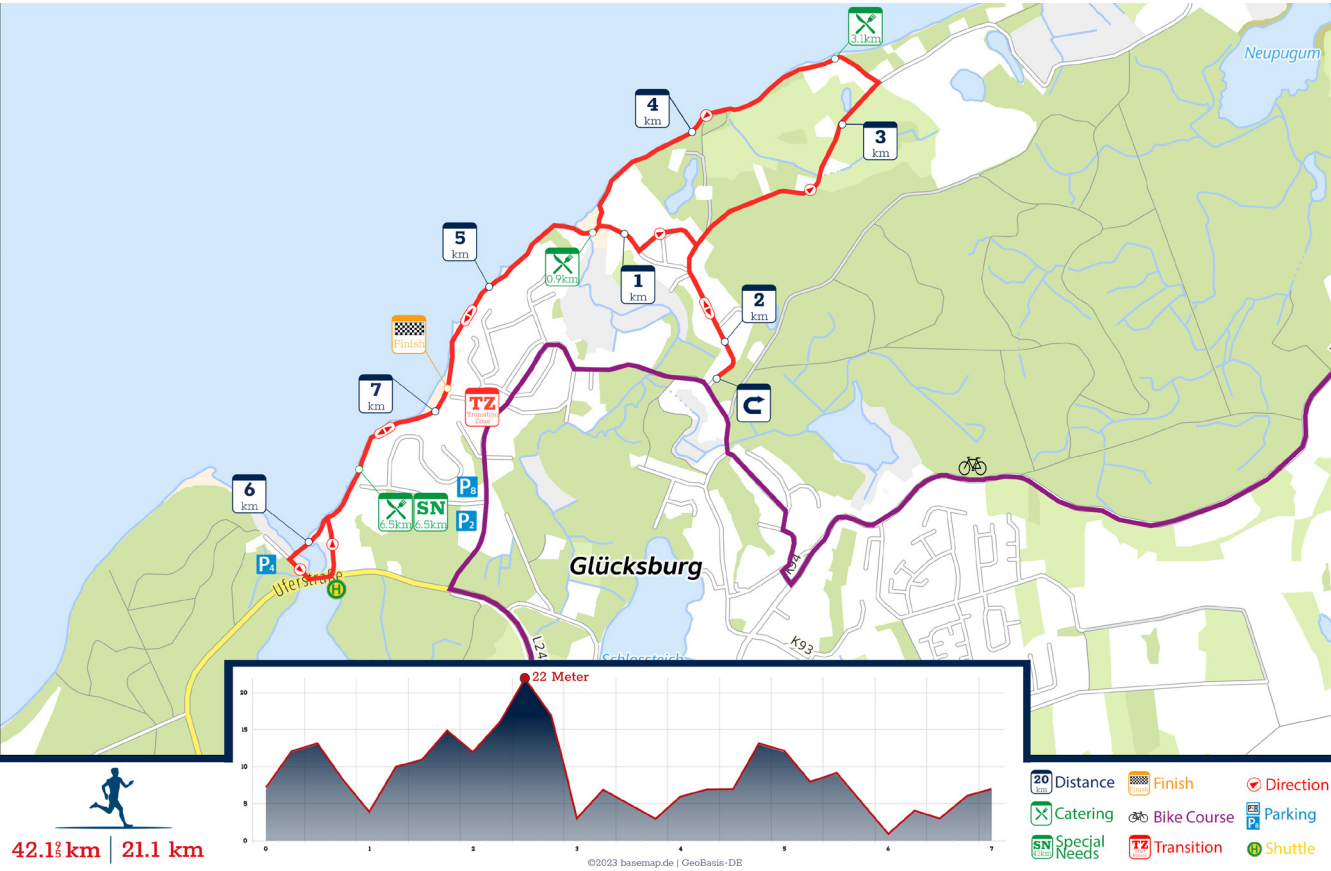 3.1km
Neupugum
4
km
3
km
5
km
0.9km
1
km
2
km
Finish
7
km
TZ
Transition
Zone
6
km
6.5km
SN
6.5km
P8
P2
P4
Glücksburg
Uferstraße
H
K94
K93
L24
Schlossteich
22 Meter
20
15
10
5
0
0 1 2 3 4 5 6 7
©2023 basemap.de | GeoBasis-DE
42.1 km | 21.1 km
20
km
Distance
Finish
Finish
Direction
Catering
Bike Course
P8
Parking
SN
Special
Needs
TZ
Transition
H
Shuttle